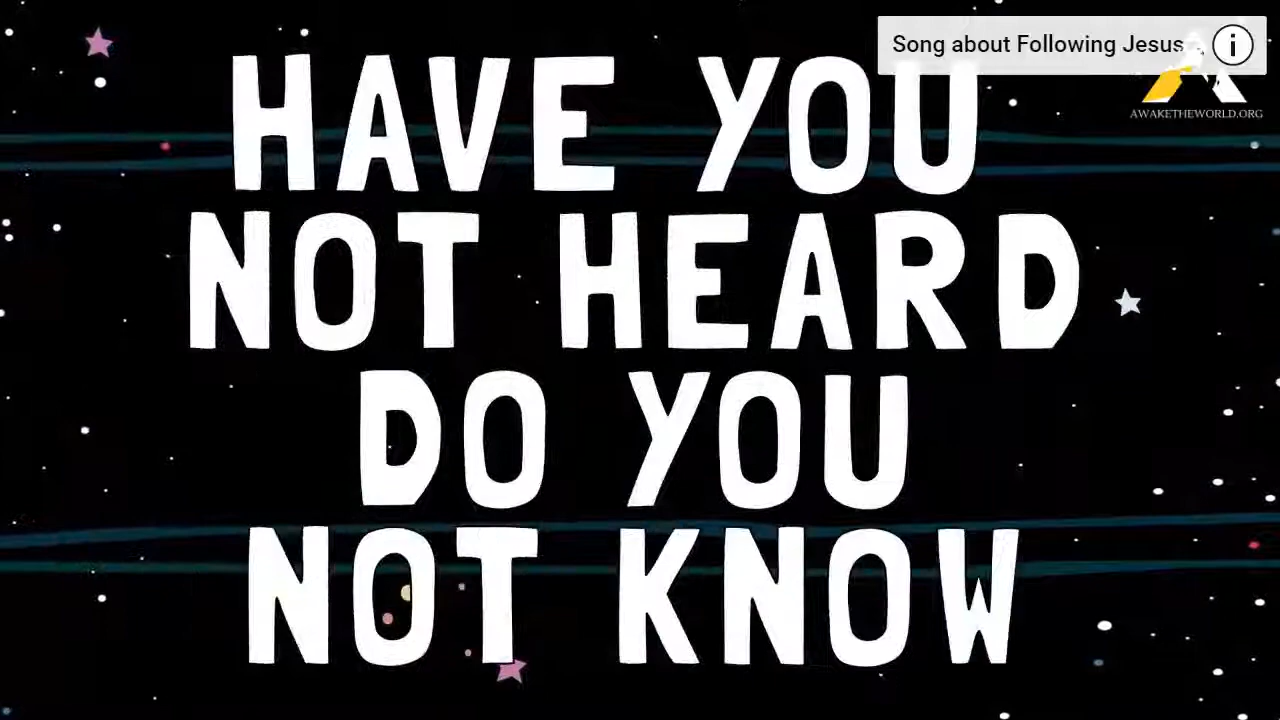 Song about Following Jesus
AWAKETHEWORLD.ORG
HAVE YOU
NOT HEARD
DO YOU
NOT KNOW